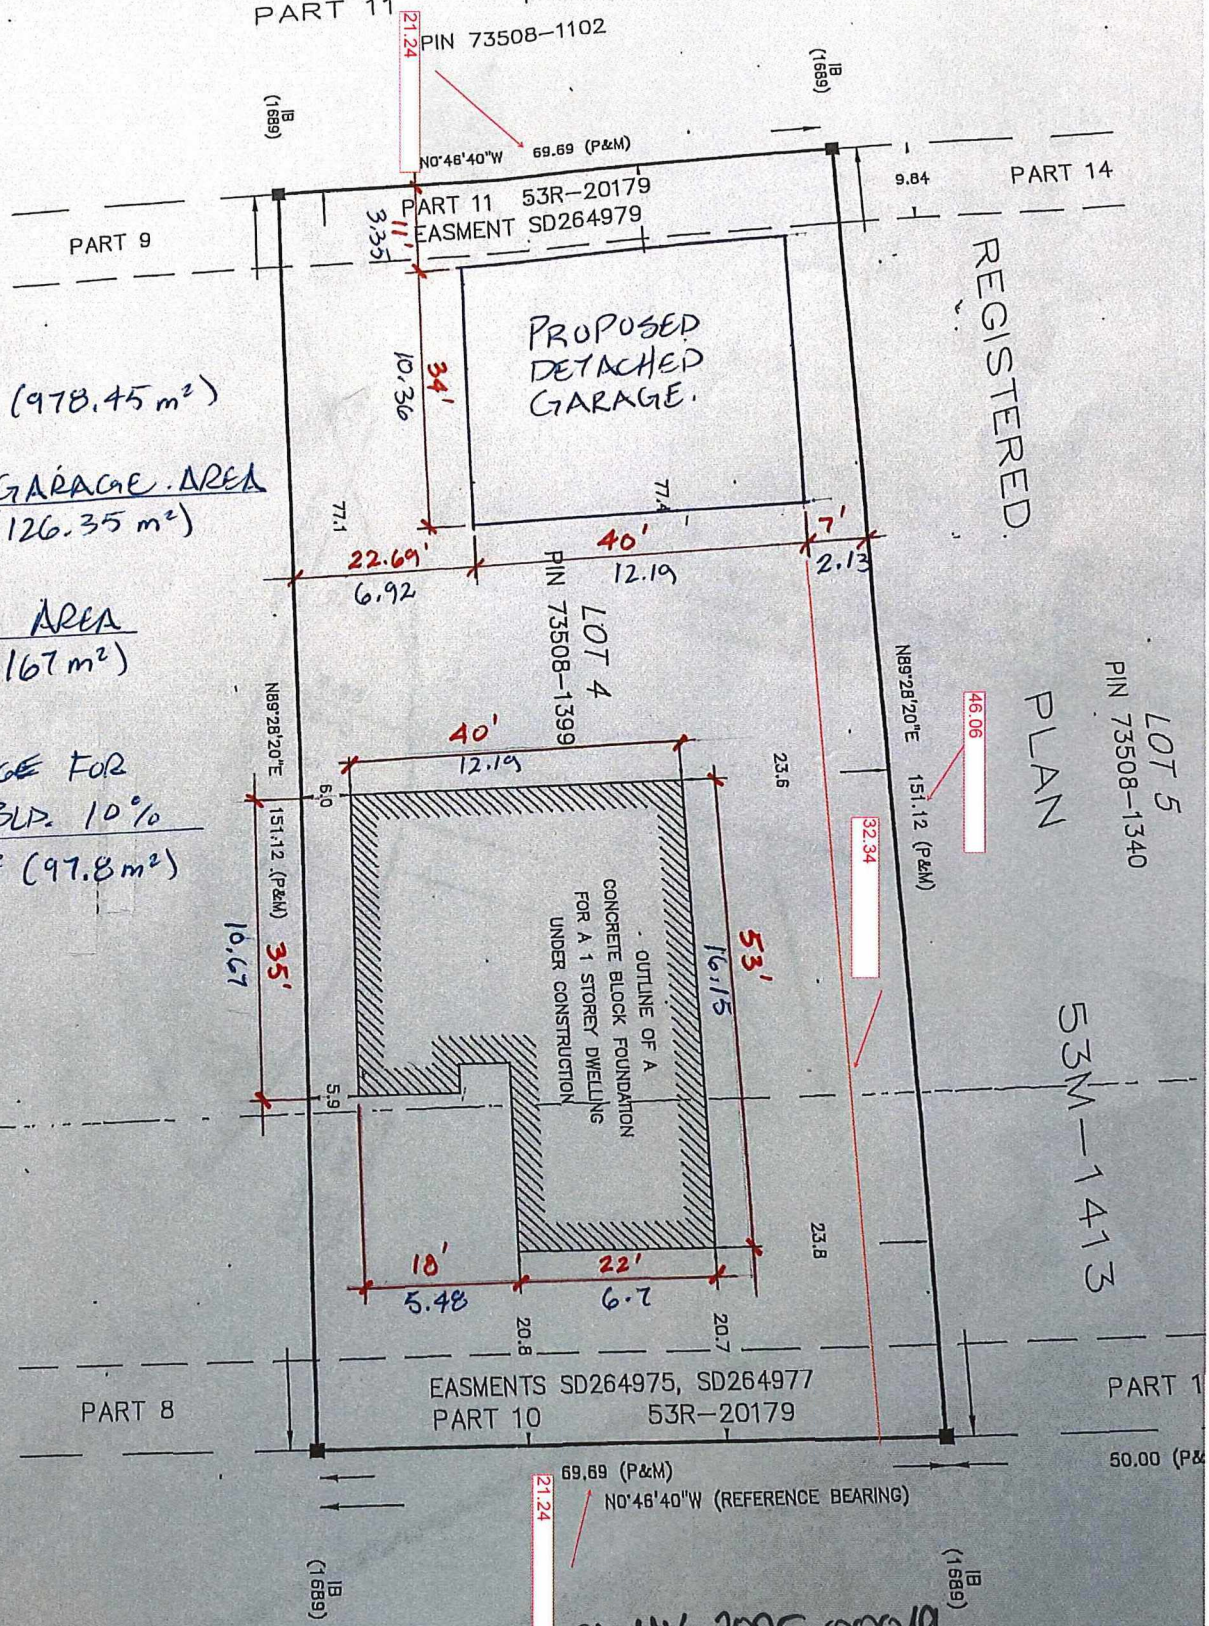 PART 11
21.24
PIN 73508-1102
IB
(1689)
IB
(1689)
N0°46'40"W 69.69 (P&M)
PART 9
PART 11 53R-20179
EASMENT SD264979
11'
3.35
9.84
PART 14
REGISTERED
PLAN
53M-1413
PROPOSED
DETACHED
GARAGE.
34'
10.36
(978.45 m²)
GARAGE AREA
126.35 m²)
AREA
167 m²)
FOR
BLD. 10%
(97.8 m²)
77.1
77.4
22.69'
6.92
40'
12.19
7'
2.13
LOT 4
PIN 73508-1399
N89°28'20"E 151.12 (P&M)
46.06
LOT 5
PIN 73508-1340
N89°28'20"E 151.12 (P&M)
40'
12.19
23.6
32.34
6.0
35'
10.67
5.9
53'
16.15
- OUTLINE OF A
CONCRETE BLOCK FOUNDATION
FOR A 1 STOREY DWELLING
UNDER CONSTRUCTION
23.8
18'
5.48
22'
6.7
20.8
20.7
PART 8
EASMENTS SD264975, SD264977
PART 10 53R-20179
PART 1
50.00 (P&
69.69 (P&M)
21.24
N0°46'40"W (REFERENCE BEARING)
IB
(1689)
IB
(1689)